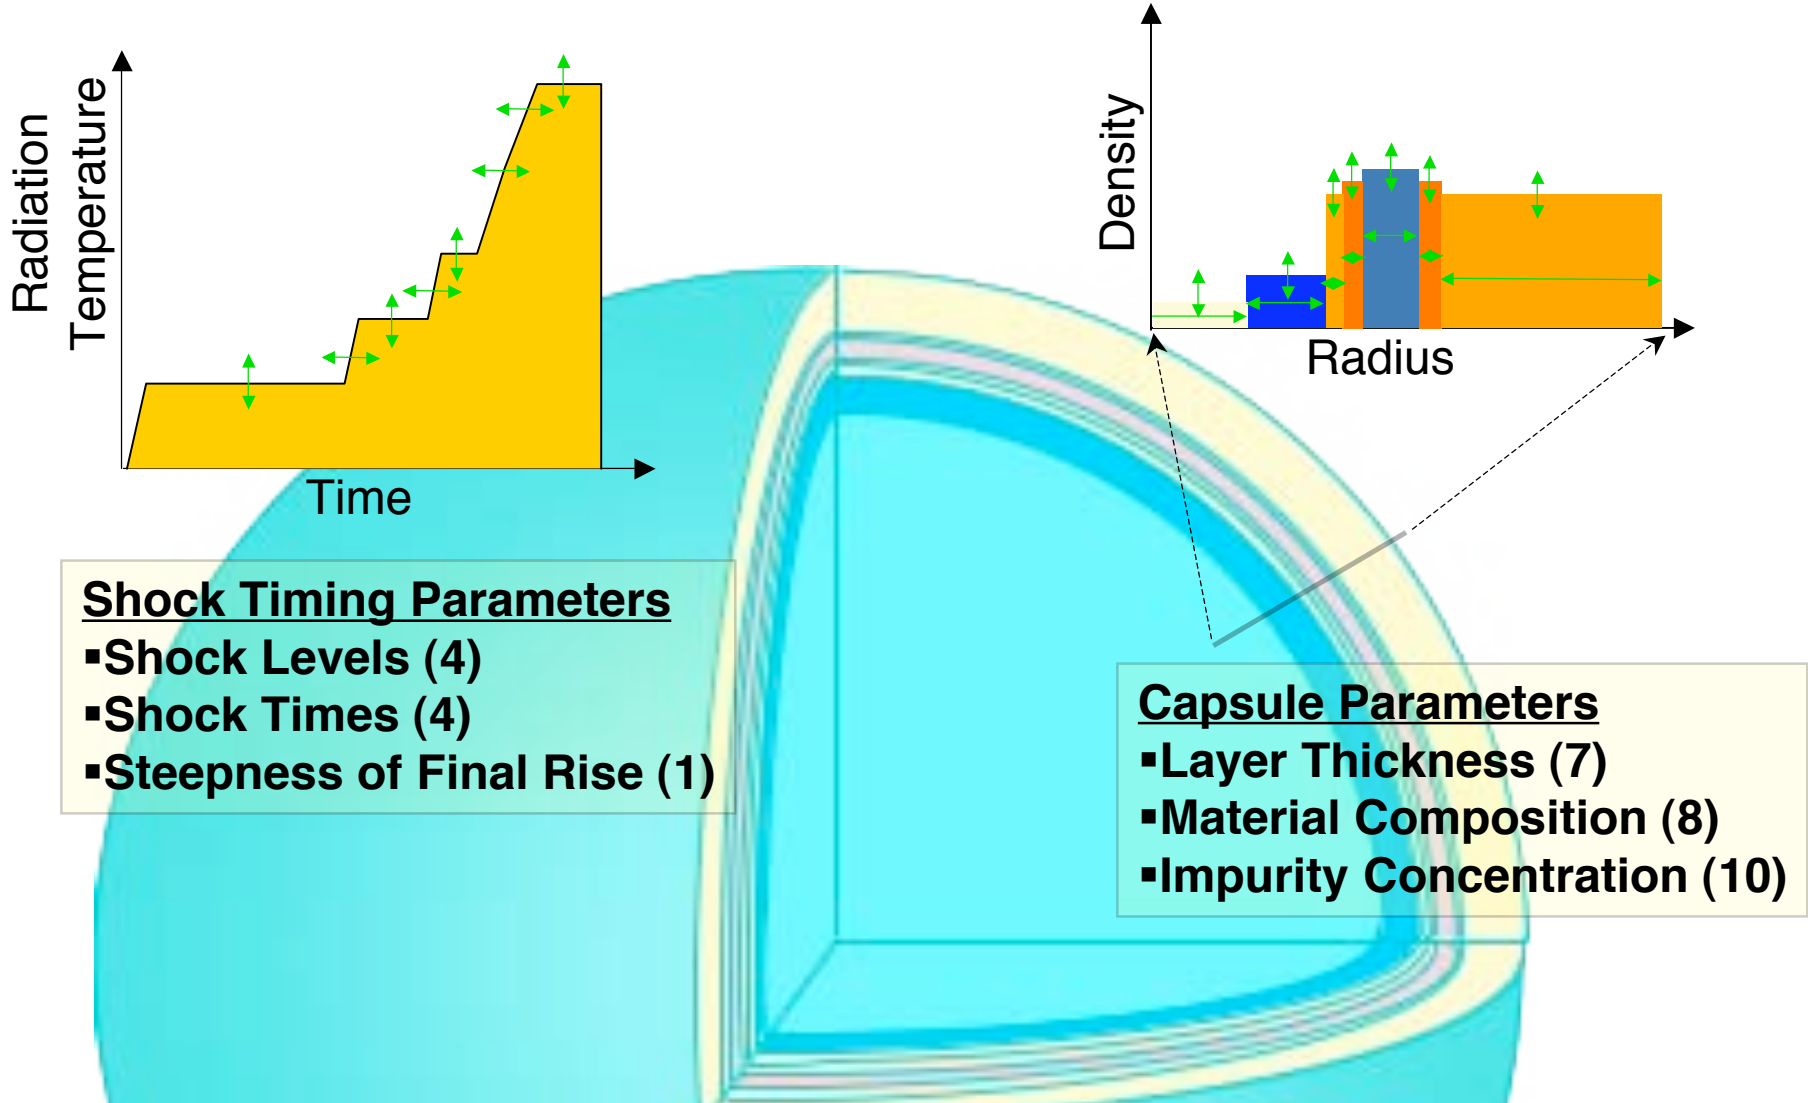 Radiation
Temperature
Time
Density
Radius
Shock Timing Parameters
▪Shock Levels (4)
▪Shock Times (4)
▪Steepness of Final Rise (1)
Capsule Parameters
▪Layer Thickness (7)
▪Material Composition (8)
▪Impurity Concentration (10)